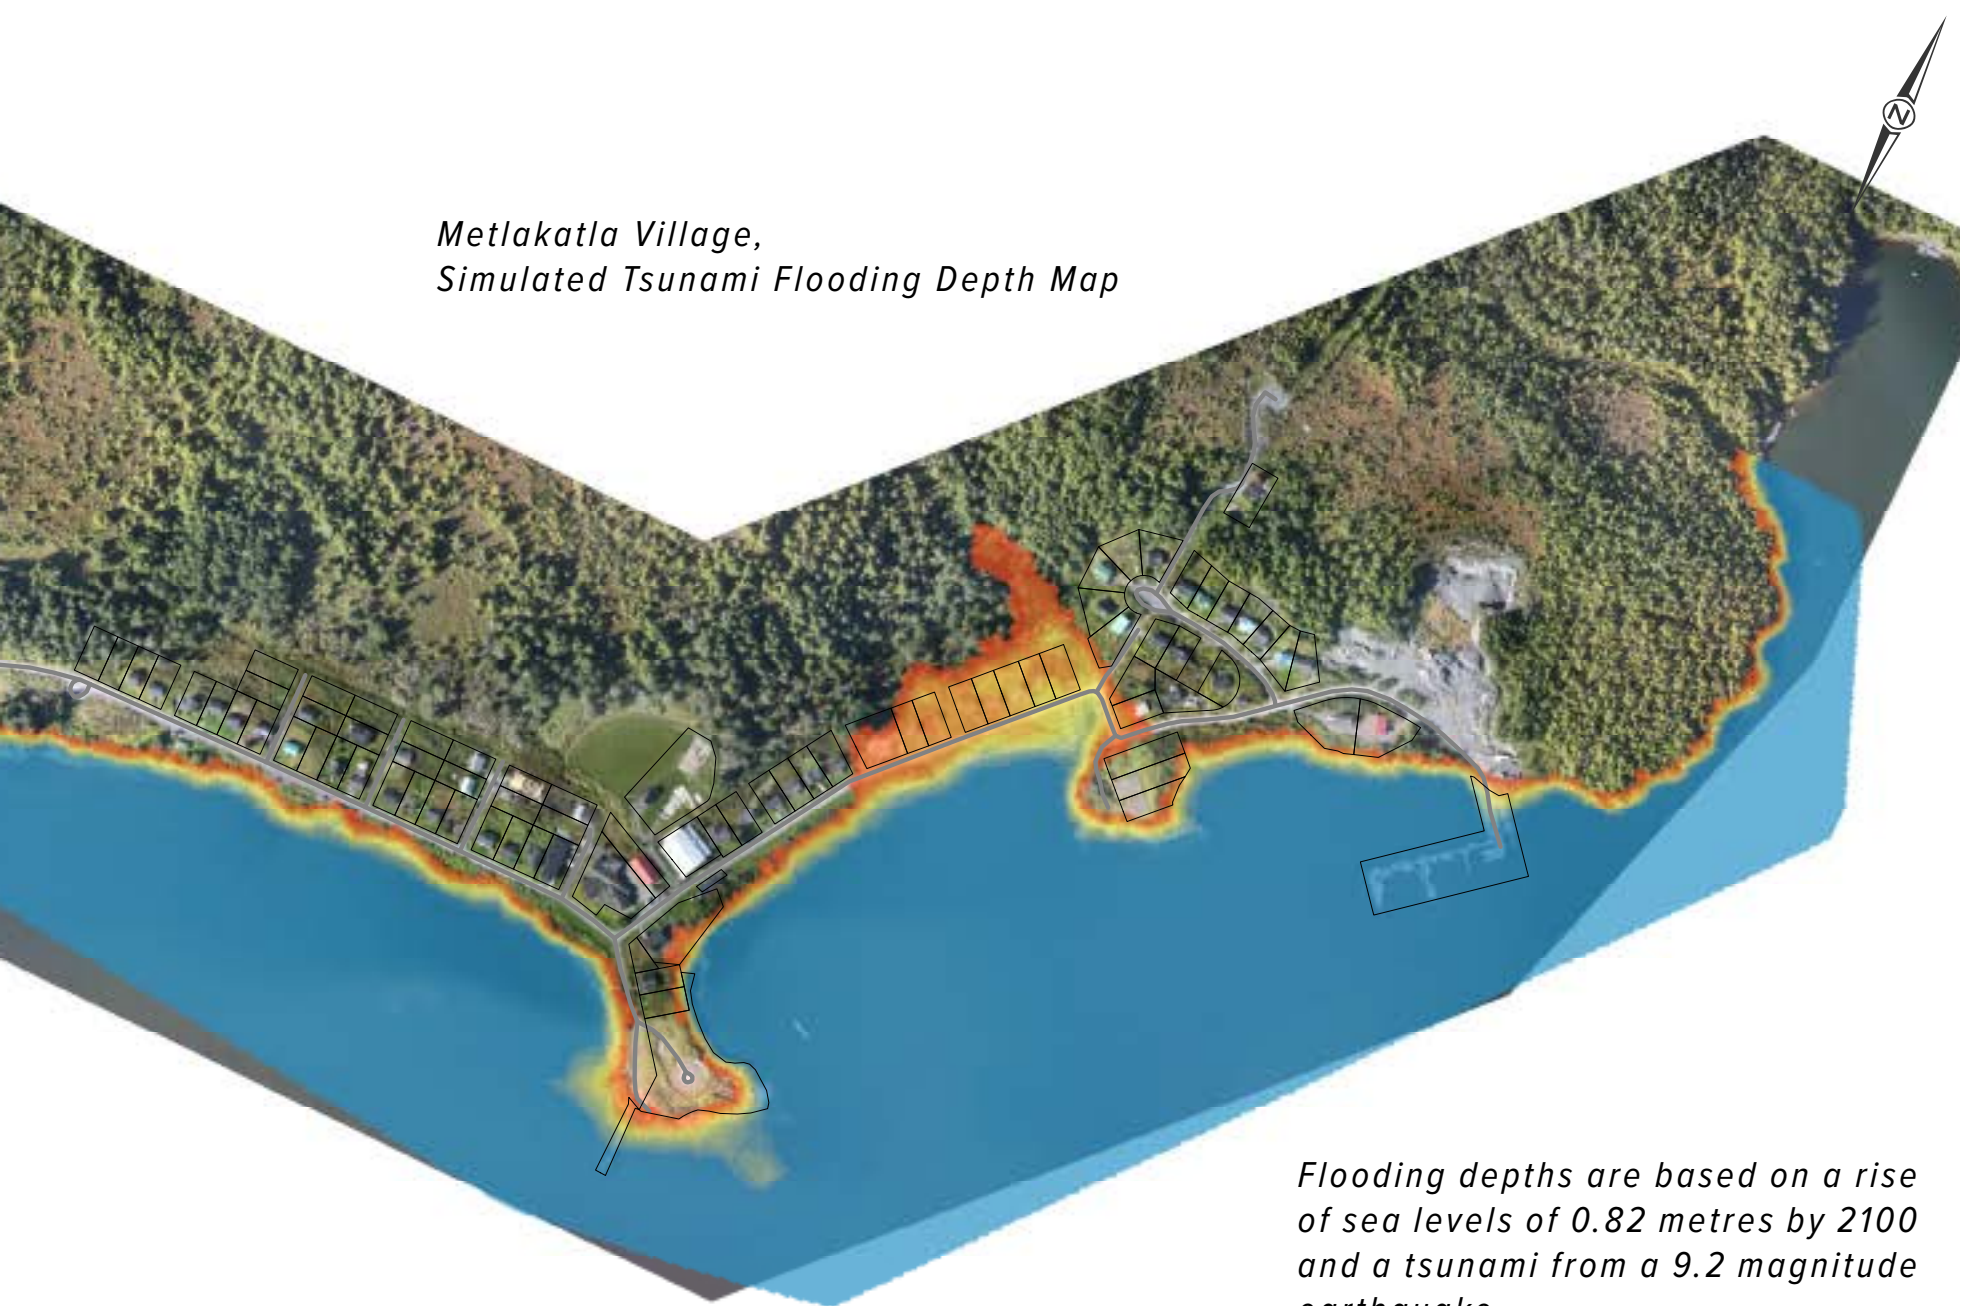 N
Metlakatla Village,
Simulated Tsunami Flooding Depth Map
Flooding depths are based on a rise
of sea levels of 0.82 metres by 2100
and a tsunami from a 9.2 magnitude
earthquake